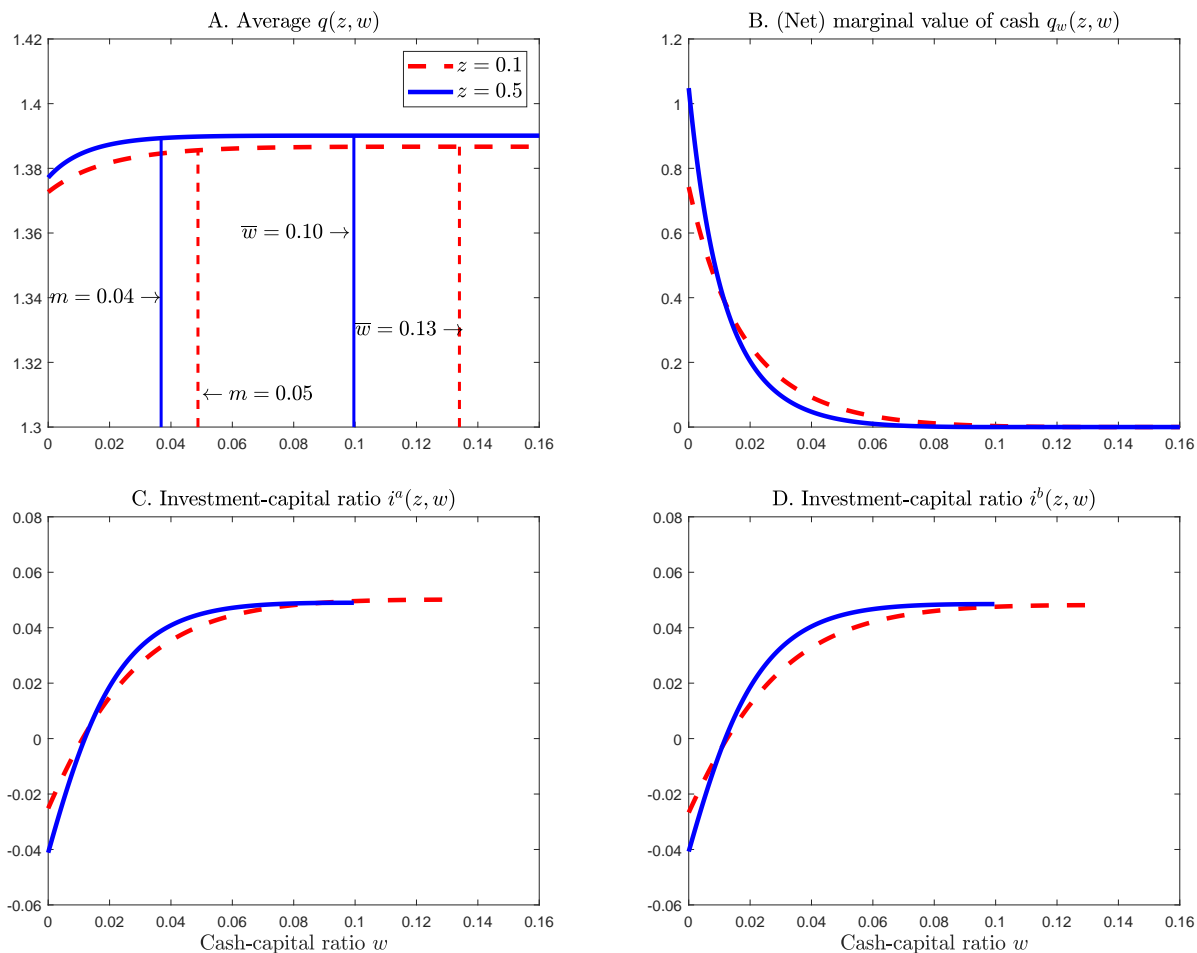 A. Average q(z, w)
1.42
1.4
1.38
1.36
1.34
1.32
1.3
0 0.02 0.04 0.06 0.08 0.1 0.12 0.14 0.16
z = 0.1
z = 0.5
w̅ = 0.10 →
m = 0.04 →
w̅ = 0.13 →
← m = 0.05
B. (Net) marginal value of cash q_w(z, w)
1.2
1
0.8
0.6
0.4
0.2
0
0 0.02 0.04 0.06 0.08 0.1 0.12 0.14 0.16
C. Investment-capital ratio i^a(z, w)
0.08
0.06
0.04
0.02
0
-0.02
-0.04
-0.06
0 0.02 0.04 0.06 0.08 0.1 0.12 0.14 0.16
Cash-capital ratio w
D. Investment-capital ratio i^b(z, w)
0.08
0.06
0.04
0.02
0
-0.02
-0.04
-0.06
0 0.02 0.04 0.06 0.08 0.1 0.12 0.14 0.16
Cash-capital ratio w